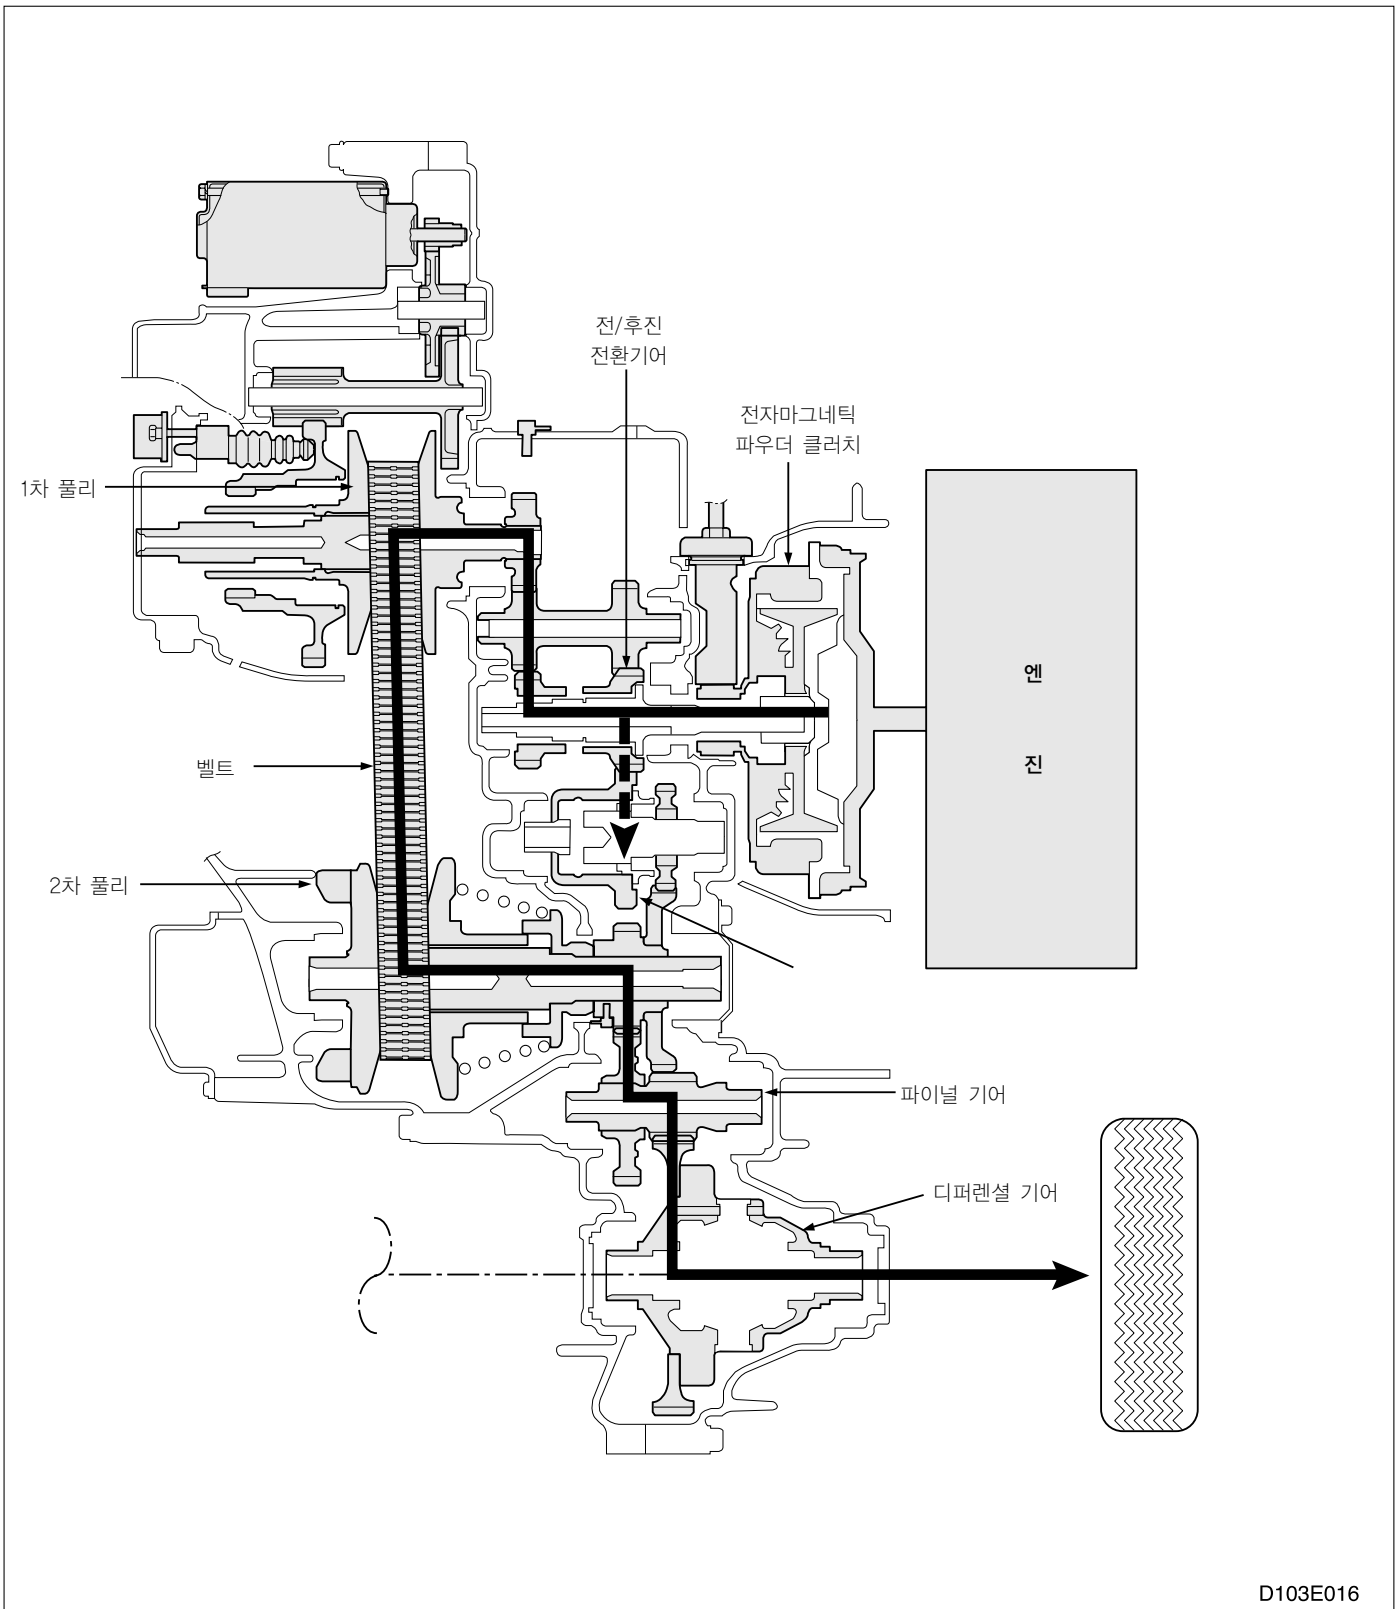 전/후진
전환기어
전자마그네틱
파우더 클러치
1차 풀리
엔
진
벨트
2차 풀리
파이널 기어
디퍼렌셜 기어
D103E016